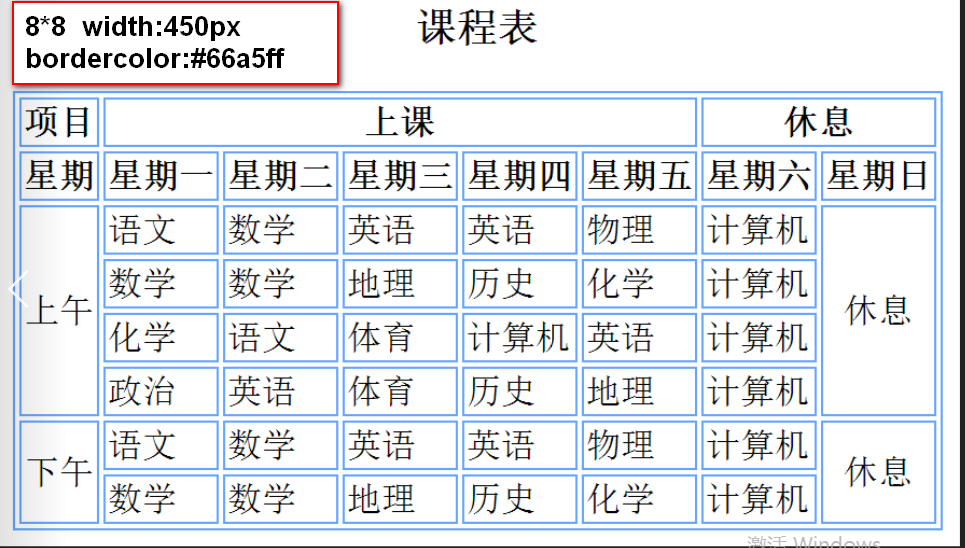 8*8 width:450px
bordercolor:#66a5ff
课程表
项目 上课 休息
星期 星期一 星期二 星期三 星期四 星期五 星期六 星期日
语文 数学 英语 英语 物理 计算机
数学 数学 地理 历史 化学 计算机
上午 休息
化学 语文 体育 计算机 英语 计算机
政治 英语 体育 历史 地理 计算机
语文 数学 英语 英语 物理 计算机
下午 休息
数学 数学 地理 历史 化学 计算机
激活 Windows